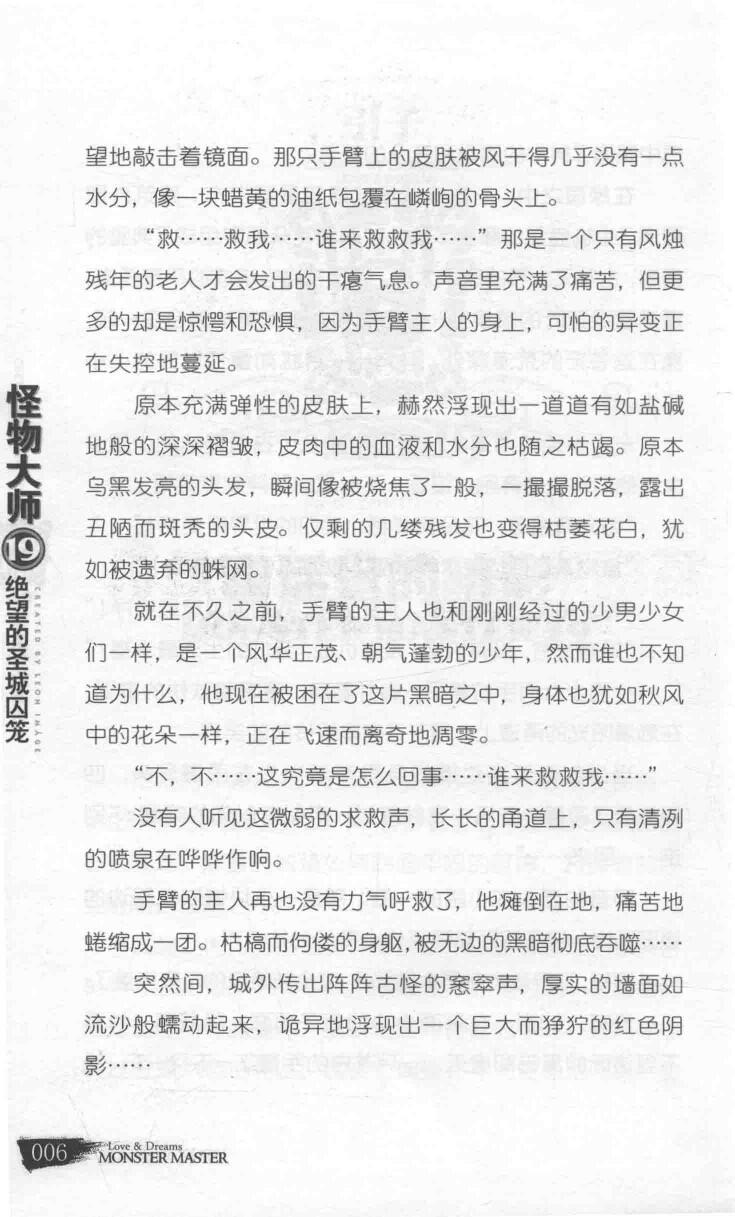 望地敲击着镜面。那只手臂上的皮肤被风干得几乎没有一点
水分，像一块蜡黄的油纸包覆在嶙峋的骨头上。
“救……救我……谁来救救我……”那是一个只有风烛
残年的老人才会发出的干瘪气息。声音里充满了痛苦，但更
多的却是惊愕和恐惧，因为手臂主人的身上，可怕的异变正
在失控地蔓延。
原本充满弹性的皮肤上，赫然浮现出一道道有如盐碱
地般的深深褶皱，皮肉中的血液和水分也随之枯竭。原本
乌黑发亮的头发，瞬间像被烧焦了一般，一撮撮脱落，露出
丑陋而斑秃的头皮。仅剩的几缕残发也变得枯萎花白，犹
如被遗弃的蛛网。
就在不久之前，手臂的主人也和刚刚经过的少男少女
们一样，是一个风华正茂、朝气蓬勃的少年，然而谁也不知
道为什么，他现在被困在了这片黑暗之中，身体也犹如秋风
中的花朵一样，正在飞速而离奇地凋零。
“不，不……这究竟是怎么回事……谁来救救我……”
没有人听见这微弱的求救声，长长的甬道上，只有清冽
的喷泉在哗哗作响。
手臂的主人再也没有力气呼救了，他瘫倒在地，痛苦地
蜷缩成一团。枯槁而佝偻的身躯，被无边的黑暗彻底吞噬……
突然间，城外传出阵阵古怪的窸窣声，厚实的墙面如
流沙般蠕动起来，诡异地浮现出一个巨大而狰狞的红色阴
影……
怪物大师
19
绝望的圣城囚笼
CREATED BY LEON IMAGE
006
Love & Dreams
MONSTER MASTER